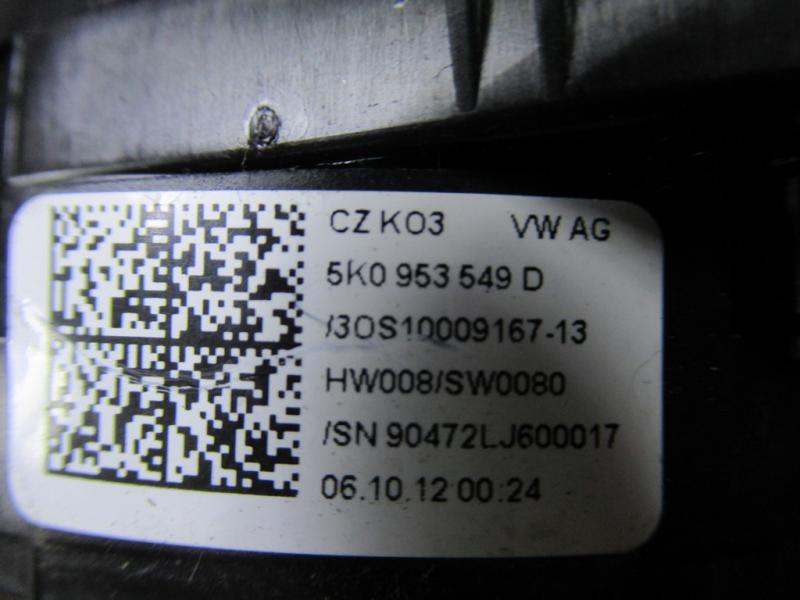 CZ KO3 VW AG
5K0 953 549 D
/3OS10009167-13
HW008/SW0080
/SN 90472LJ600017
06.10.12 00:24